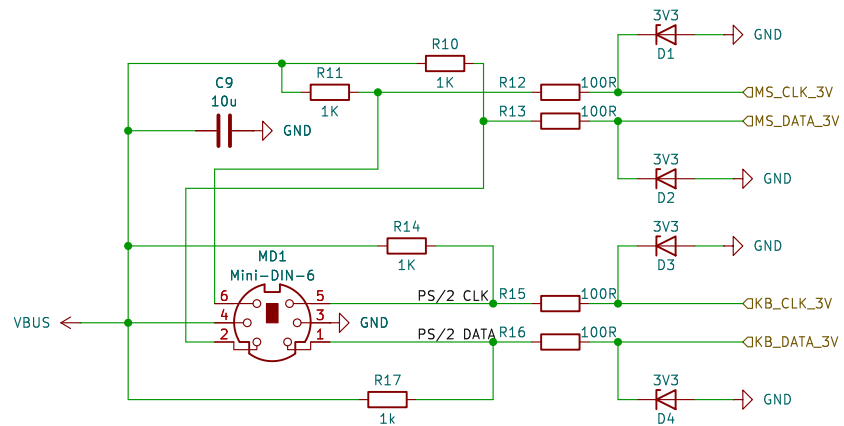 3V3
GND
D1
R10
1K
R11
1K
R12
100R
MS_CLK_3V
C9
10u
GND
R13
100R
MS_DATA_3V
3V3
GND
D2
R14
1K
3V3
GND
D3
MD1
Mini-DIN-6
6
5
PS/2 CLK
R15
100R
KB_CLK_3V
VBUS
4
3
GND
2
1
PS/2 DATA
R16
100R
KB_DATA_3V
R17
1k
3V3
GND
D4